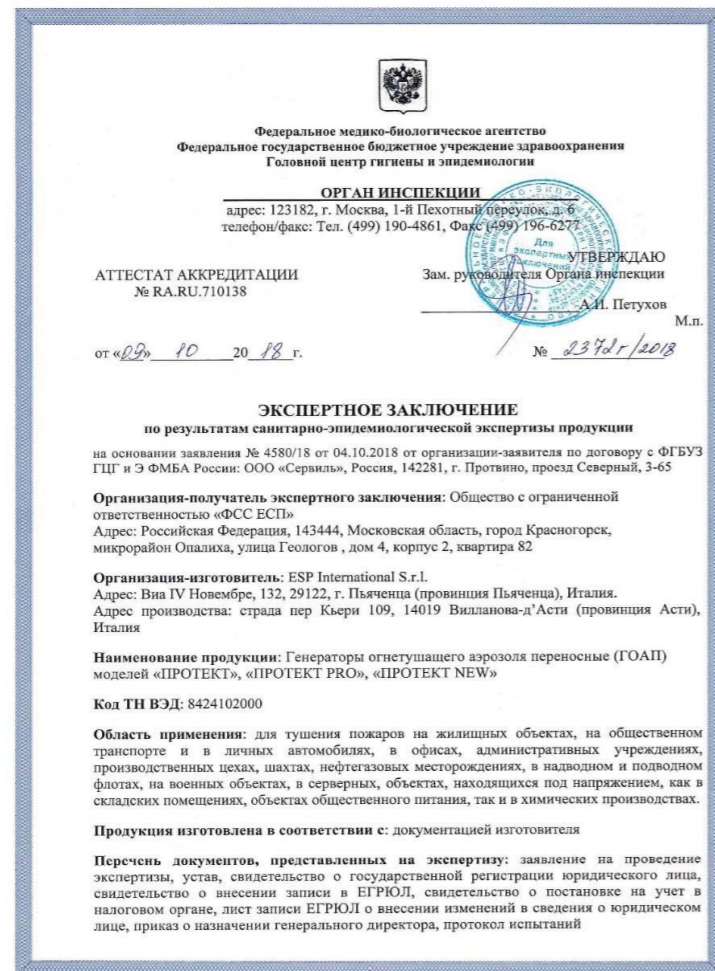 Федеральное медико-биологическое агентство
Федеральное государственное бюджетное учреждение здравоохранения
Головной центр гигиены и эпидемиологии
ОРГАН ИНСПЕКЦИИ
адрес: 123182, г. Москва, 1-й Пехотный переулок, д. 6
телефон/факс: Тел. (499) 190-4861, Факс (499) 196-6277
Для
экспертных
заключений
АТТЕСТАТ АККРЕДИТАЦИИ
№ RA.RU.710138
УТВЕРЖДАЮ
Зам. руководителя Органа инспекции
А.И. Петухов
М.п.
от «09» 10 2018 г.
№ 2372г/2018
ЭКСПЕРТНОЕ ЗАКЛЮЧЕНИЕ
по результатам санитарно-эпидемиологической экспертизы продукции
на основании заявления № 4580/18 от 04.10.2018 от организации-заявителя по договору с ФГБУЗ
ГЦГ и Э ФМБА России: ООО «Сервиль», Россия, 142281, г. Протвино, проезд Северный, 3-65
Организация-получатель экспертного заключения: Общество с ограниченной
ответственностью «ФСС ЕСП»
Адрес: Российская Федерация, 143444, Московская область, город Красногорск,
микрорайон Опалиха, улица Геологов , дом 4, корпус 2, квартира 82
Организация-изготовитель: ESP International S.r.l.
Адрес: Виа IV Новембре, 132, 29122, г. Пьяченца (провинция Пьяченца), Италия.
Адрес производства: страда пер Кьери 109, 14019 Вилланова-д’Асти (провинция Асти),
Италия
Наименование продукции: Генераторы огнетушащего аэрозоля переносные (ГОАП)
моделей «ПРОТЕКТ», «ПРОТЕКТ PRO», «ПРОТЕКТ NEW»
Код ТН ВЭД: 8424102000
Область применения: для тушения пожаров на жилищных объектах, на общественном
транспорте и в личных автомобилях, в офисах, административных учреждениях,
производственных цехах, шахтах, нефтегазовых месторождениях, в надводном и подводном
флотах, на военных объектах, в серверных, объектах, находящихся под напряжением, как в
складских помещениях, объектах общественного питания, так и в химических производствах.
Продукция изготовлена в соответствии с: документацией изготовителя
Перечень документов, представленных на экспертизу: заявление на проведение
экспертизы, устав, свидетельство о государственной регистрации юридического лица,
свидетельство о внесении записи в ЕГРЮЛ, свидетельство о постановке на учет в
налоговом органе, лист записи ЕГРЮЛ о внесении изменений в сведения о юридическом
лице, приказ о назначении генерального директора, протокол испытаний